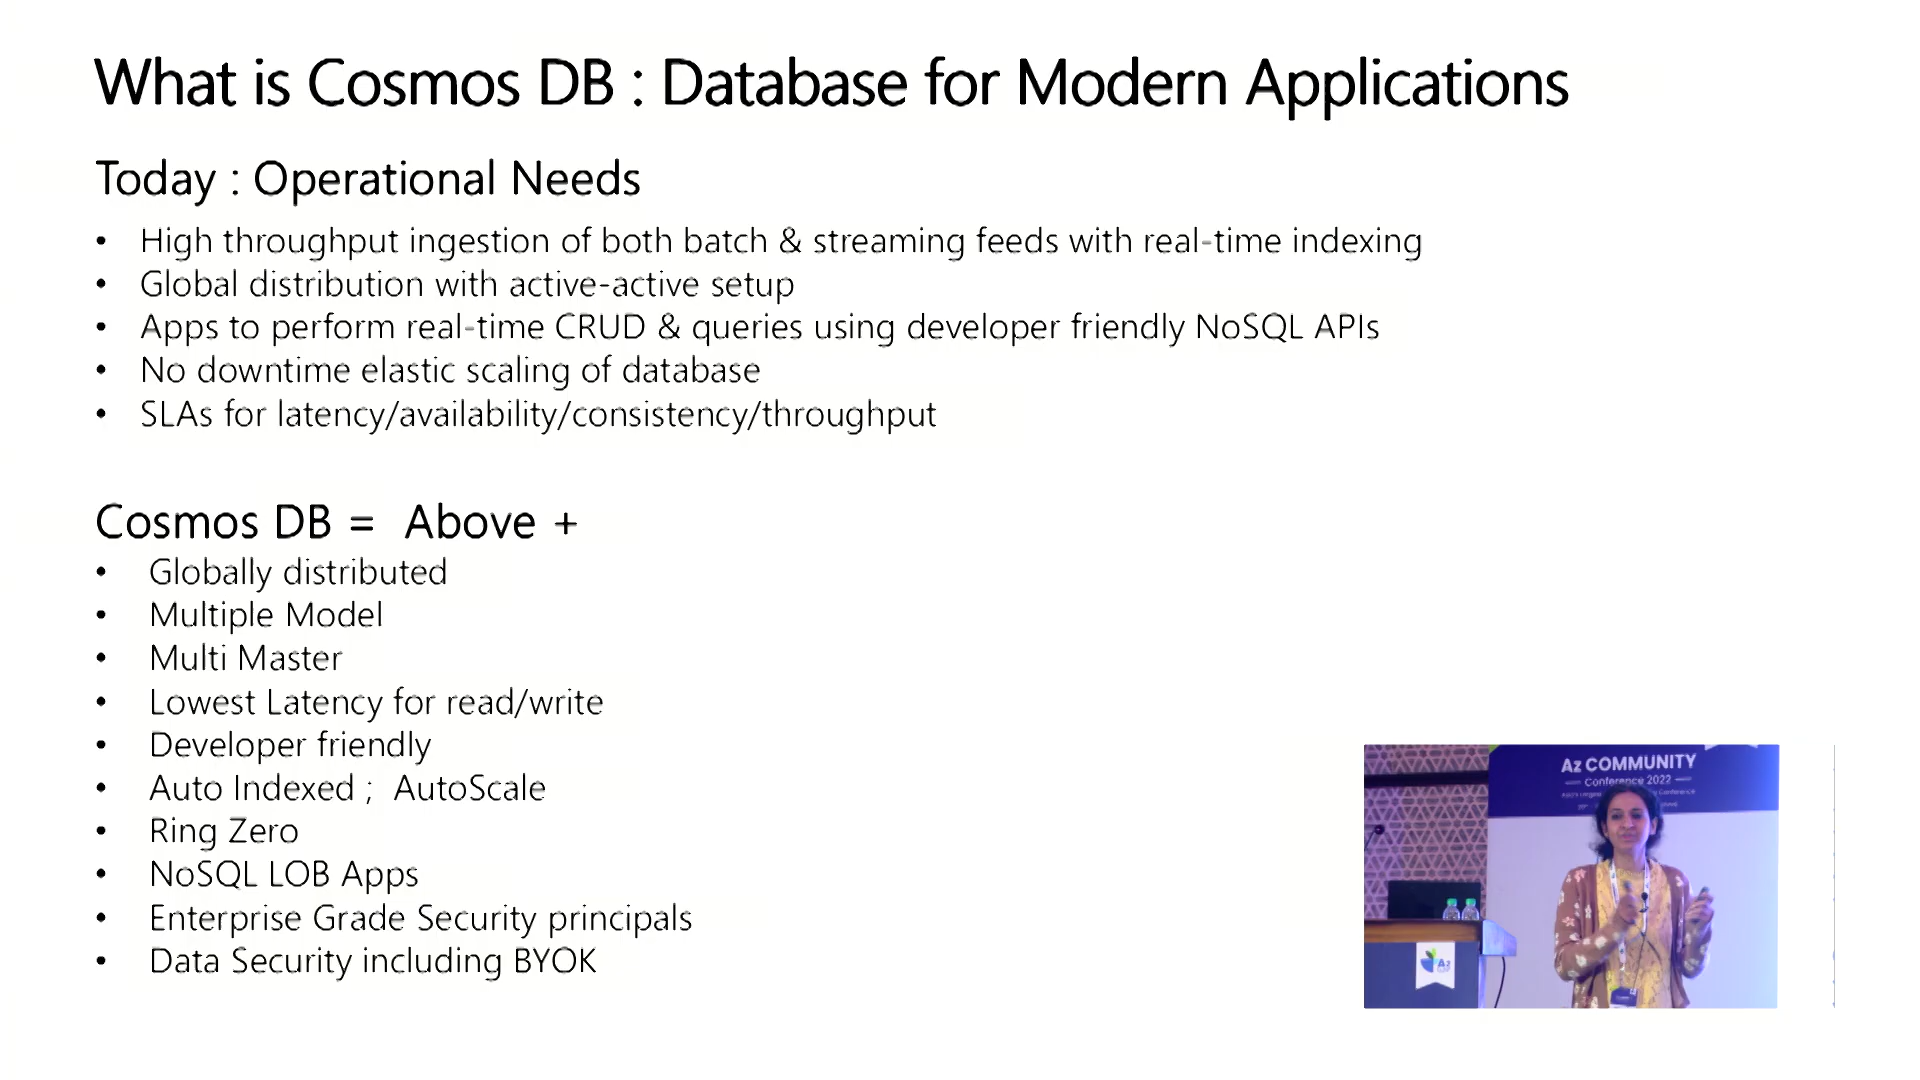 What is Cosmos DB : Database for Modern Applications
Today : Operational Needs
• High throughput ingestion of both batch & streaming feeds with real-time indexing
• Global distribution with active-active setup
• Apps to perform real-time CRUD & queries using developer friendly NoSQL APIs
• No downtime elastic scaling of database
• SLAs for latency/availability/consistency/throughput
Cosmos DB = Above +
• Globally distributed
• Multiple Model
• Multi Master
• Lowest Latency for read/write
• Developer friendly
• Auto Indexed ; AutoScale
• Ring Zero
• NoSQL LOB Apps
• Enterprise Grade Security principals
• Data Security including BYOK
Az COMMUNITY
Conference 2022
Conference
Az